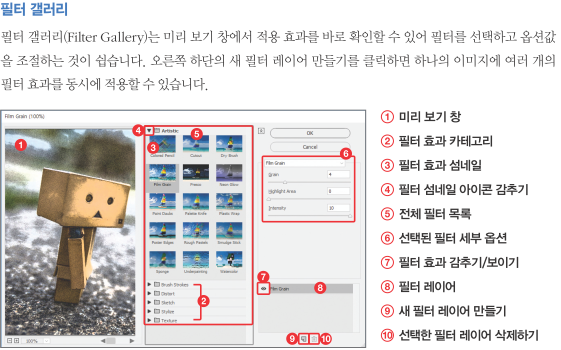 필터 갤러리
필터 갤러리(Filter Gallery)는 미리 보기 창에서 적용 효과를 바로 확인할 수 있어 필터를 선택하고 옵션값
을 조절하는 것이 쉽습니다. 오른쪽 하단의 새 필터 레이어 만들기를 클릭하면 하나의 이미지에 여러 개의
필터 효과를 동시에 적용할 수 있습니다.
Film Grain (100%)
1
4 Artistic
3 5
Colored Pencil Cutout Dry Brush
Film Grain Fresco Neon Glow
Paint Daubs Palette Knife Plastic Wrap
Poster Edges Rough Pastels Smudge Stick
Sponge Underpainting Watercolor
Brush Strokes
Distort
Sketch
Stylize
Texture
2
100%
OK
Cancel
6
Film Grain
Grain 4
Highlight Area 0
Intensity 10
7
Film Grain 8
9 10
① 미리 보기 창
② 필터 효과 카테고리
③ 필터 효과 섬네일
④ 필터 섬네일 아이콘 감추기
⑤ 전체 필터 목록
⑥ 선택된 필터 세부 옵션
⑦ 필터 효과 감추기/보이기
⑧ 필터 레이어
⑨ 새 필터 레이어 만들기
⑩ 선택한 필터 레이어 삭제하기